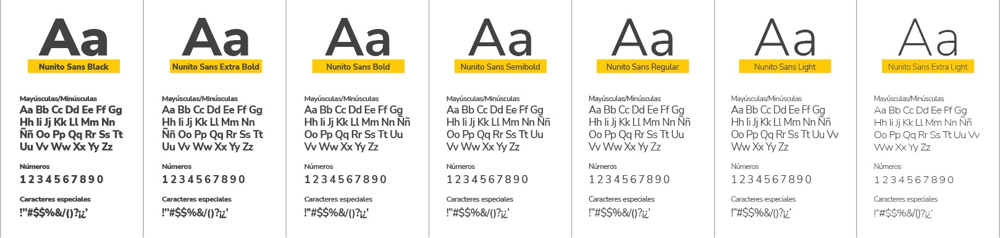 Aa
Nunito Sans Black
Mayúsculas/Minúsculas
Aa Bb Cc Dd Ee Ff Gg
Hh Ii Jj Kk Ll Mm Nn
Ññ Oo Pp Qq Rr Ss Tt
Uu Vv Ww Xx Yy Zz
Números
1 2 3 4 5 6 7 8 9 0
Caracteres especiales
!”#$$%&/()?¡¿’
Aa
Nunito Sans Extra Bold
Mayúsculas/Minúsculas
Aa Bb Cc Dd Ee Ff Gg
Hh Ii Jj Kk Ll Mm Nn
Ññ Oo Pp Qq Rr Ss Tt
Uu Vv Ww Xx Yy Zz
Números
1 2 3 4 5 6 7 8 9 0
Caracteres especiales
!”#$$%&/()?¡¿’
Aa
Nunito Sans Bold
Mayúsculas/Minúsculas
Aa Bb Cc Dd Ee Ff Gg
Hh Ii Jj Kk Ll Mm Nn Ññ
Oo Pp Qq Rr Ss Tt Uu
Vv Ww Xx Yy Zz
Números
1 2 3 4 5 6 7 8 9 0
Caracteres especiales
!”#$$%&/()?¡¿’
Aa
Nunito Sans Semibold
Mayúsculas/Minúsculas
Aa Bb Cc Dd Ee Ff Gg
Hh Ii Jj Kk Ll Mm Nn Ññ
Oo Pp Qq Rr Ss Tt Uu
Vv Ww Xx Yy Zz
Números
1 2 3 4 5 6 7 8 9 0
Caracteres especiales
!”#$$%&/()?¡¿’
Aa
Nunito Sans Regular
Mayúsculas/Minúsculas
Aa Bb Cc Dd Ee Ff Gg
Hh Ii Jj Kk Ll Mm Nn Ññ
Oo Pp Qq Rr Ss Tt Uu
Vv Ww Xx Yy Zz
Números
1 2 3 4 5 6 7 8 9 0
Caracteres especiales
!”#$$%&/()?¡¿’
Aa
Nunito Sans Light
Mayúsculas/Minúsculas
Aa Bb Cc Dd Ee Ff Gg
Hh Ii Jj Kk Ll Mm Nn Ññ
Oo Pp Qq Rr Ss Tt Uu Vv
Ww Xx Yy Zz
Números
1 2 3 4 5 6 7 8 9 0
Caracteres especiales
!”#$$%&/()?¡¿’
Aa
Nunito Sans Extra Light
Mayúsculas/Minúsculas
Aa Bb Cc Dd Ee Ff Gg
Hh Ii Jj Kk Ll Mm Nn Ññ
Oo Pp Qq Rr Ss Tt Uu Vv
Ww Xx Yy Zz
Números
1 2 3 4 5 6 7 8 9 0
Caracteres especiales
!”#$$%&/()?¡¿’